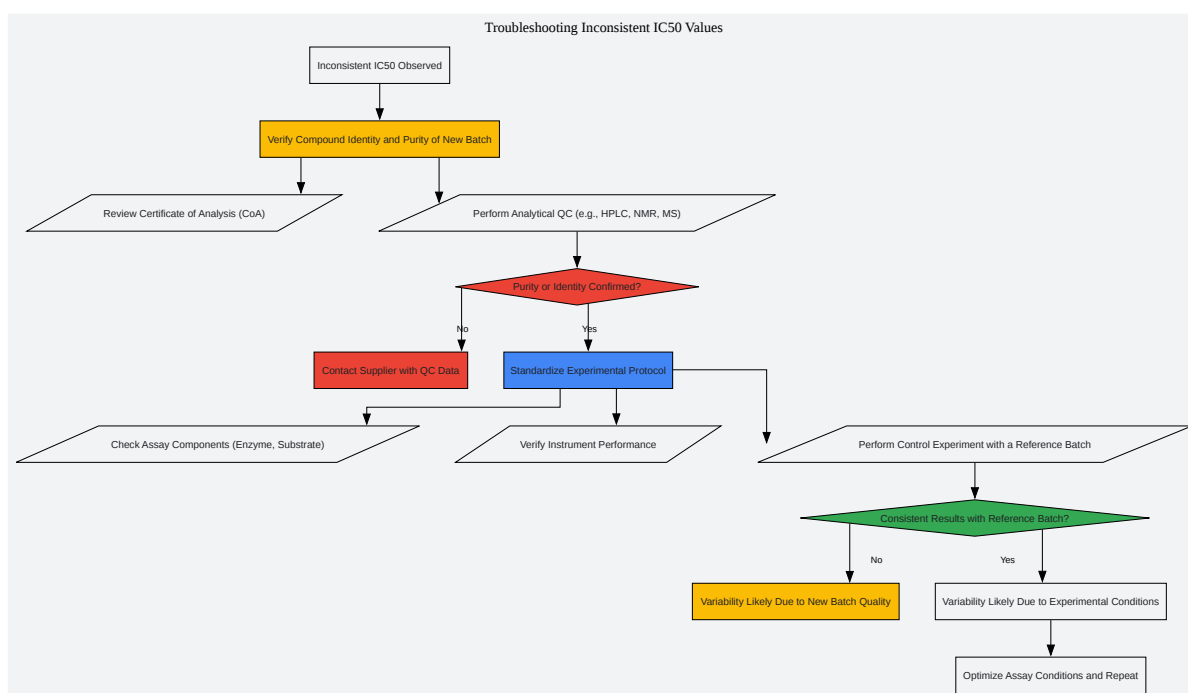 Troubleshooting Inconsistent IC50 Values
Inconsistent IC50 Observed
Verify Compound Identity and Purity of New Batch
Review Certificate of Analysis (CoA)
Perform Analytical QC (e.g., HPLC, NMR, MS)
Purity or Identity Confirmed?
No
Yes
Contact Supplier with QC Data
Standardize Experimental Protocol
Check Assay Components (Enzyme, Substrate)
Verify Instrument Performance
Perform Control Experiment with a Reference Batch
Consistent Results with Reference Batch?
No
Yes
Variability Likely Due to New Batch Quality
Variability Likely Due to Experimental Conditions
Optimize Assay Conditions and Repeat